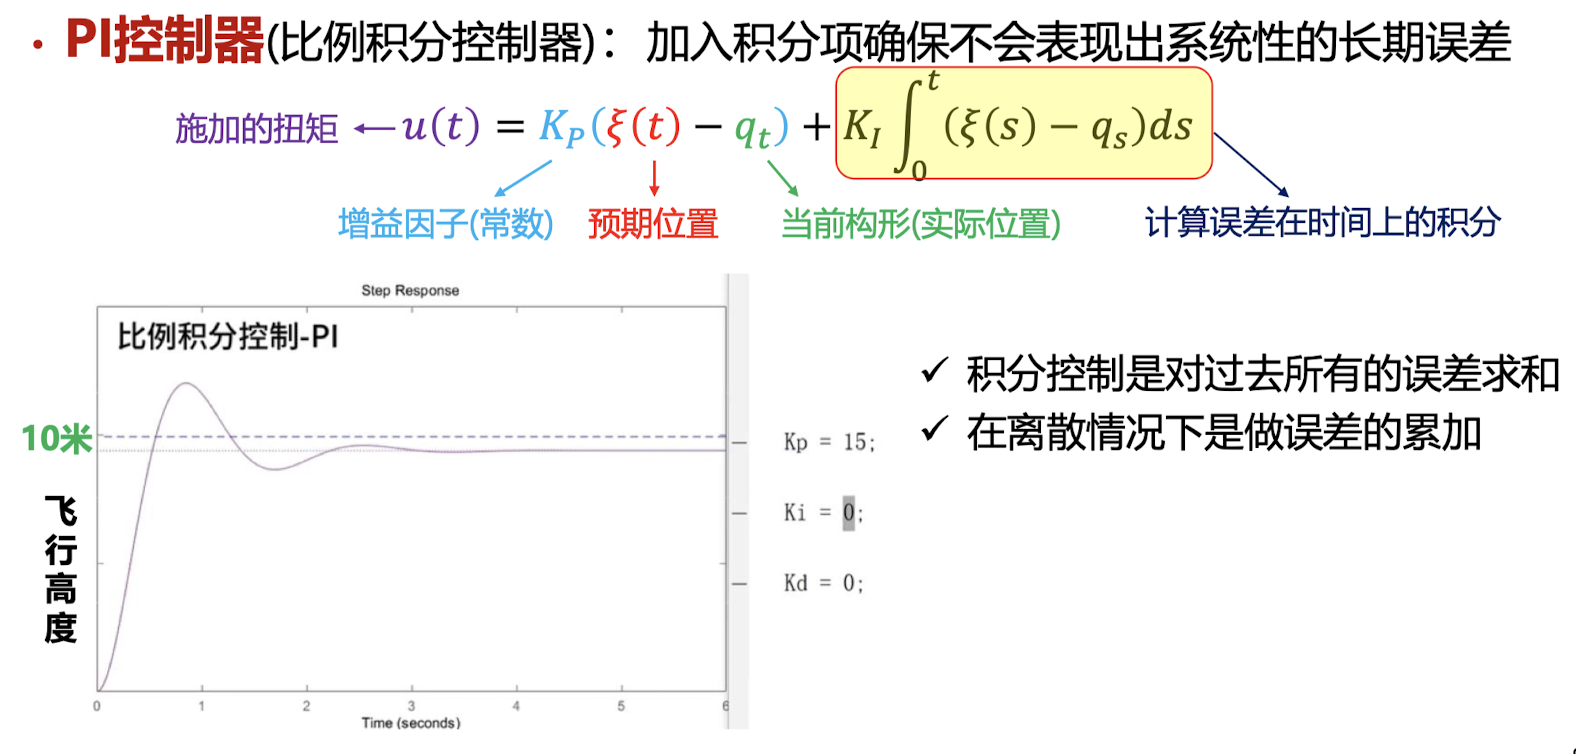 • PI控制器(比例积分控制器)：加入积分项确保不会表现出系统性的长期误差
施加的扭矩 ← u(t) = K_P(ξ(t) − q_t) + K_I ∫_0^t (ξ(s) − q_s)ds
增益因子(常数) 预期位置 当前构形(实际位置) 计算误差在时间上的积分
Step Response
比例积分控制-PI
10米
飞行高度
0 1 2 3 4 5 6
Time (seconds)
Kp = 15;
Ki = 0;
Kd = 0;
✓ 积分控制是对过去所有的误差求和
✓ 在离散情况下是做误差的累加